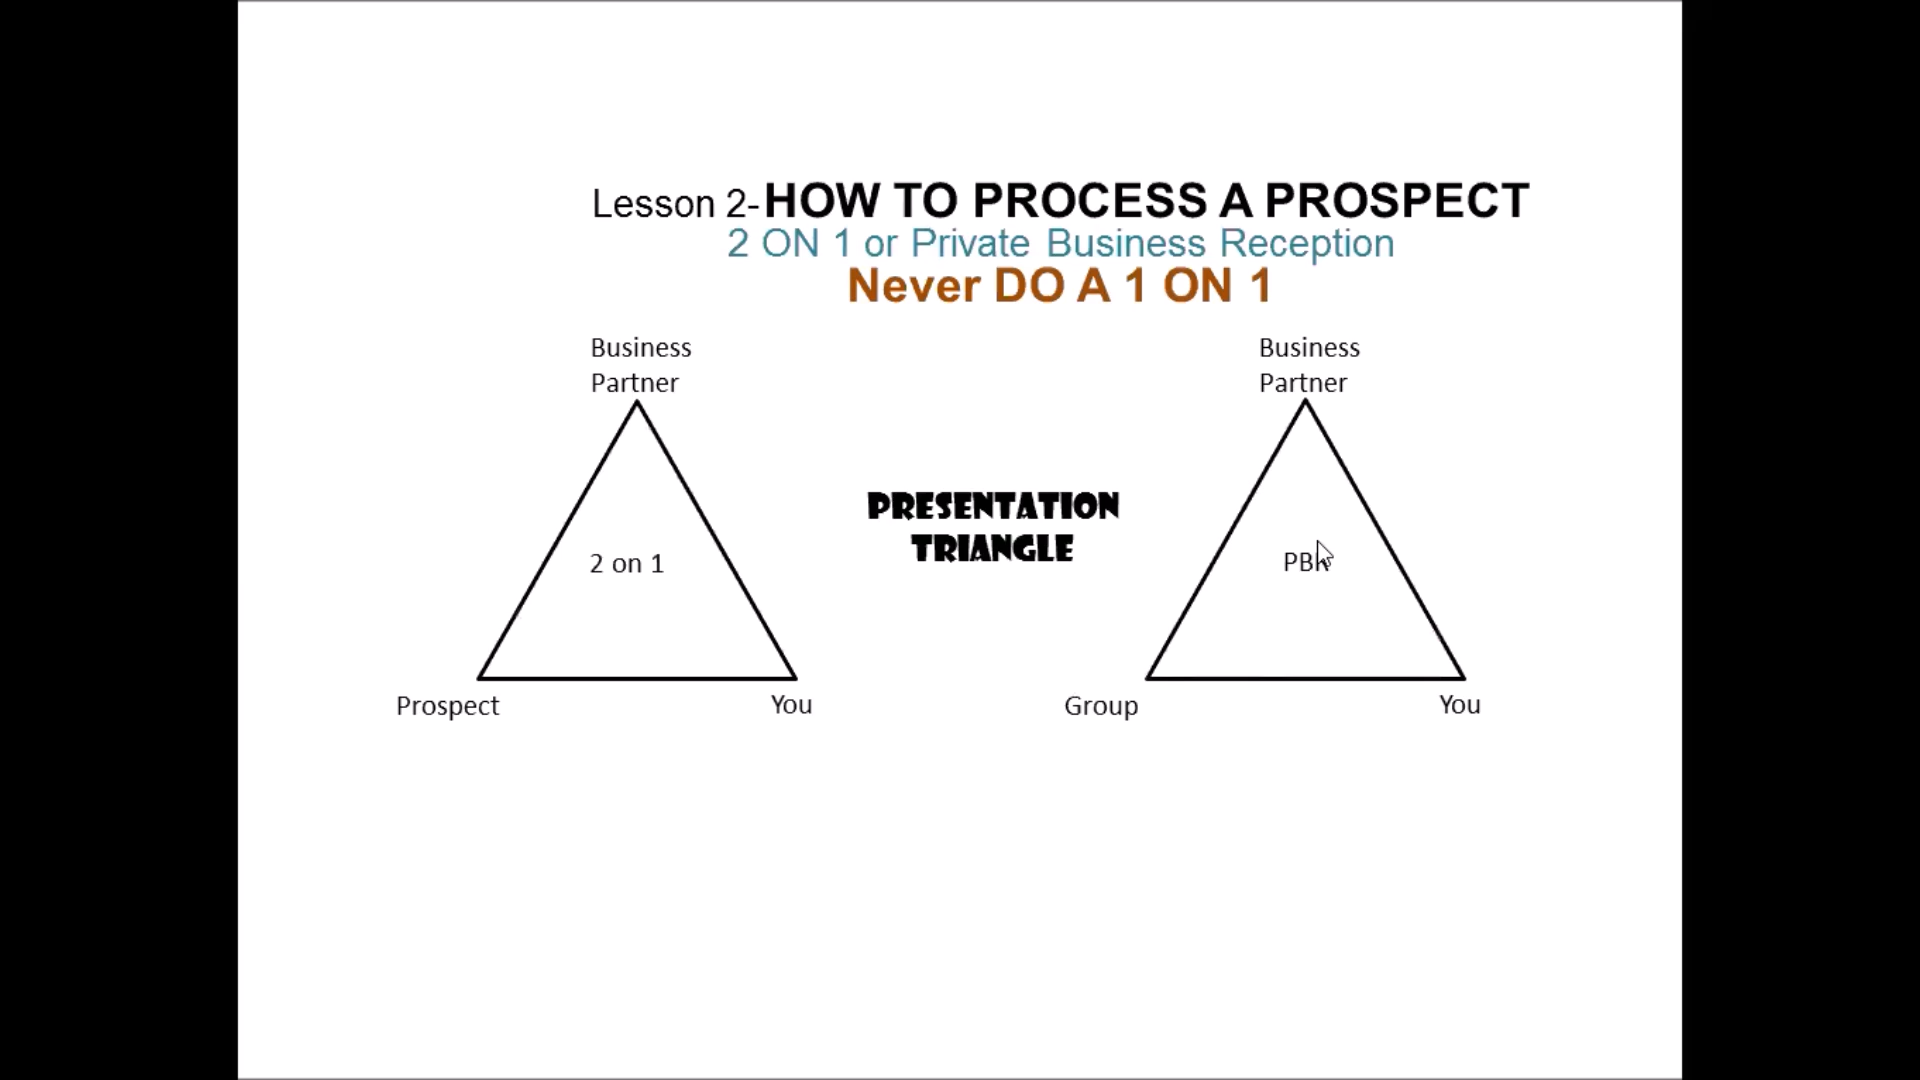 Lesson 2-HOW TO PROCESS A PROSPECT
2 ON 1 or Private Business Reception
Never DO A 1 ON 1
Business
Partner
2 on 1
Prospect
You
PRESENTATION
TRIANGLE
Business
Partner
PBR
Group
You